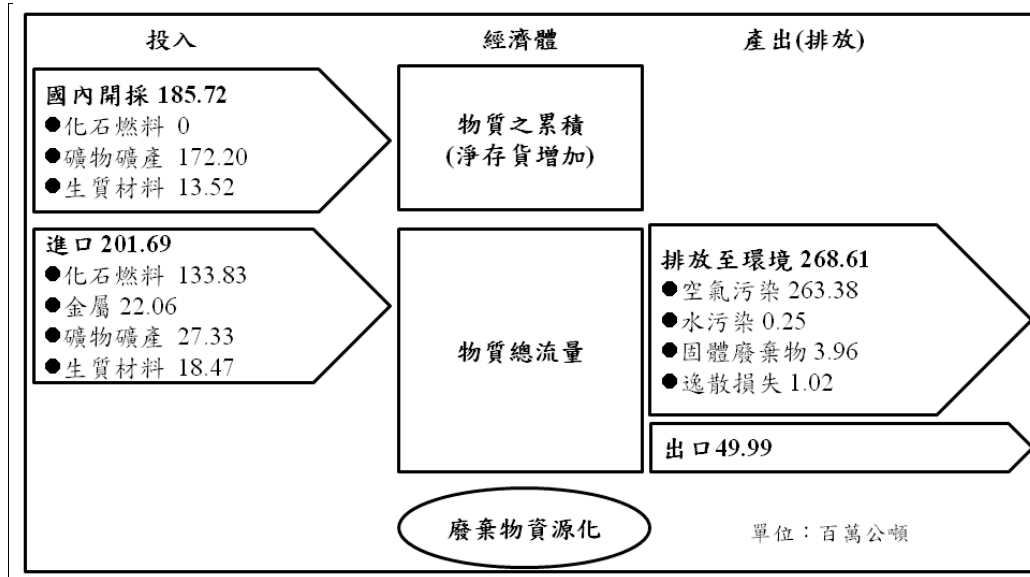 投入
經濟體
產出(排放)
國內開採 185.72
●化石燃料 0
●礦物礦產 172.20
●生質材料 13.52
物質之累積
(淨存貨增加)
進口 201.69
●化石燃料 133.83
●金屬 22.06
●礦物礦產 27.33
●生質材料 18.47
物質總流量
排放至環境 268.61
●空氣污染 263.38
●水污染 0.25
●固體廢棄物 3.96
●逸散損失 1.02
出口 49.99
廢棄物資源化
單位：百萬公噸